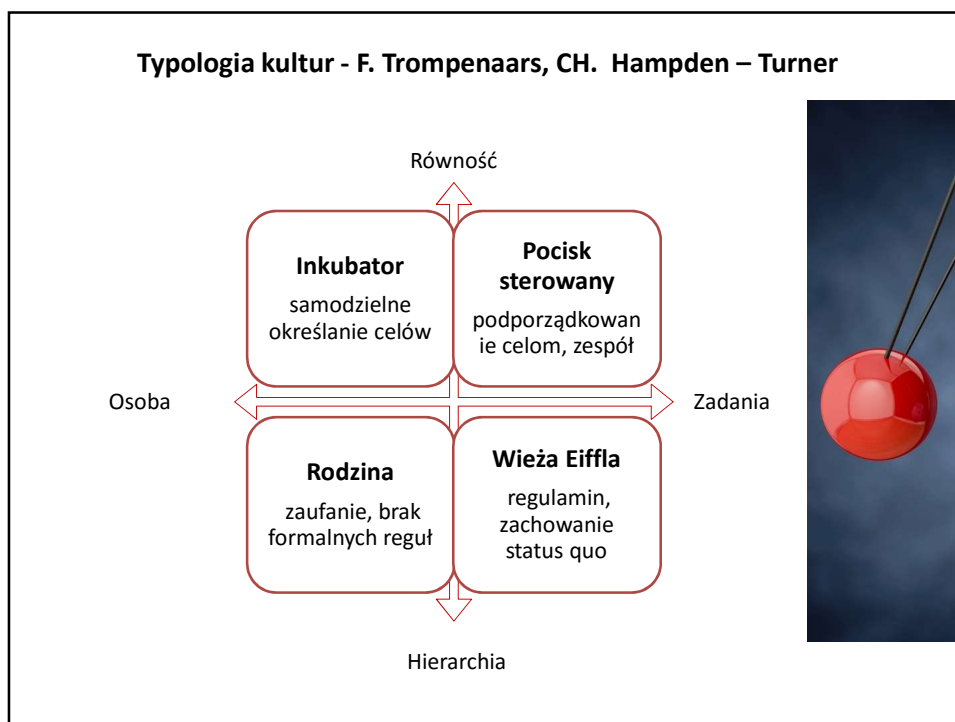 Typologia kultur - F. Trompenaars, CH.  Hampden – Turner
Równość
Inkubator
samodzielne
określanie celów
Pocisk
sterowany
podporządkowan
ie celom, zespół
Osoba
Zadania
Rodzina
zaufanie, brak
formalnych reguł
Wieża Eiffla
regulamin,
zachowanie
status quo
Hierarchia